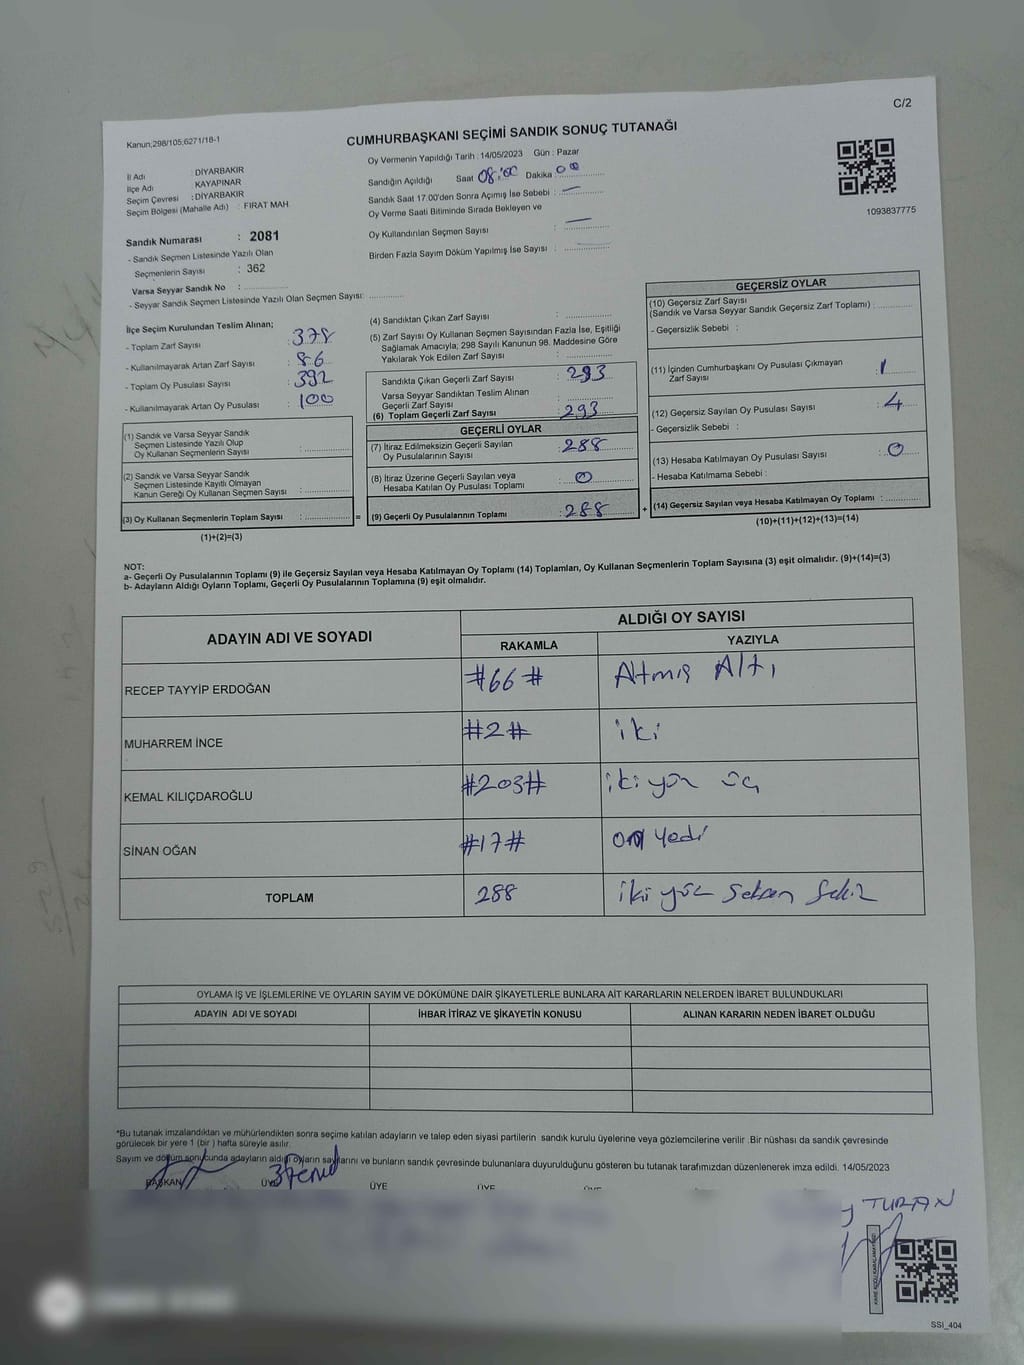 C/2
Kanun;298/105;6271/18-1
CUMHURBAŞKANI SEÇİMİ SANDIK SONUÇ TUTANAĞI
İl Adı : DİYARBAKIR
İlçe Adı : KAYAPINAR
Seçim Çevresi : DİYARBAKIR
Seçim Bölgesi (Mahalle Adı) : FIRAT MAH.
Sandık Numarası : 2081
- Sandık Seçmen Listesinde Yazılı Olan
Seçmenlerin Sayısı : 362
Varsa Seyyar Sandık No :
- Seyyar Sandık Seçmen Listesinde Yazılı Olan Seçmen Sayısı:
Oy Vermenin Yapıldığı Tarih : 14/05/2023 Gün : Pazar
Sandığın Açıldığı Saat 08:00 Dakika 00
Sandık Saat 17.00'den Sonra Açımış İse Sebebi : —
Oy Verme Saati Bitiminde Sırada Bekleyen ve
Oy Kullandırılan Seçmen Sayısı : —
Birden Fazla Sayım Döküm Yapılmış İse Sayısı :
1093837775
İlçe Seçim Kurulundan Teslim Alınan;
- Toplam Zarf Sayısı : 378
- Kullanılmayarak Artan Zarf Sayısı : 86
- Toplam Oy Pusulası Sayısı : 392
- Kullanılmayarak Artan Oy Pusulası : 100
(1) Sandık ve Varsa Seyyar Sandık
Seçmen Listesinde Yazılı Olup
Oy Kullanan Seçmenlerin Sayısı :
(2) Sandık ve Varsa Seyyar Sandık
Seçmen Listesinde Kayıtlı Olmayan
Kanun Gereği Oy Kullanan Seçmen Sayısı :
(3) Oy Kullanan Seçmenlerin Toplam Sayısı : =
(1)+(2)=(3)
(4) Sandıktan Çıkan Zarf Sayısı :
(5) Zarf Sayısı Oy Kullanan Seçmen Sayısından Fazla İse, Eşitliği
Sağlamak Amacıyla; 298 Sayılı Kanunun 98. Maddesine Göre
Yakılarak Yok Edilen Zarf Sayısı :
Sandıkta Çıkan Geçerli Zarf Sayısı : 293
Varsa Seyyar Sandıktan Teslim Alınan
Geçerli Zarf Sayısı :
(6) Toplam Geçerli Zarf Sayısı : 293
GEÇERLİ OYLAR
(7) İtiraz Edilmeksizin Geçerli Sayılan
Oy Pusulalarının Sayısı : 288
(8) İtiraz Üzerine Geçerli Sayılan veya
Hesaba Katılan Oy Pusulası Toplamı : 0
(9) Geçerli Oy Pusulalarının Toplamı : 288 +
GEÇERSİZ OYLAR
(10) Geçersiz Zarf Sayısı
(Sandık ve Varsa Seyyar Sandık Geçersiz Zarf Toplamı) :
- Geçersizlik Sebebi :
(11) İçinden Cumhurbaşkanı Oy Pusulası Çıkmayan
Zarf Sayısı : 1
(12) Geçersiz Sayılan Oy Pusulası Sayısı : 4
- Geçersizlik Sebebi :
(13) Hesaba Katılmayan Oy Pusulası Sayısı : 0
- Hesaba Katılmama Sebebi :
(14) Geçersiz Sayılan veya Hesaba Katılmayan Oy Toplamı :
(10)+(11)+(12)+(13)=(14)
NOT:
a- Geçerli Oy Pusulalarının Toplamı (9) ile Geçersiz Sayılan veya Hesaba Katılmayan Oy Toplamı (14) Toplamları, Oy Kullanan Seçmenlerin Toplam Sayısına (3) eşit olmalıdır. (9)+(14)=(3)
b- Adayların Aldığı Oyların Toplamı, Geçerli Oy Pusulalarının Toplamına (9) eşit olmalıdır.
ADAYIN ADI VE SOYADI
ALDIĞI OY SAYISI
RAKAMLA YAZIYLA
RECEP TAYYİP ERDOĞAN #66# Atmış Altı
MUHARREM İNCE #2# iki
KEMAL KILIÇDAROĞLU #203# iki yüz üç
SİNAN OĞAN #17# on yedi
TOPLAM 288 iki yüz seksen sekiz
OYLAMA İŞ VE İŞLEMLERİNE VE OYLARIN SAYIM VE DÖKÜMÜNE DAİR ŞİKAYETLERLE BUNLARA AİT KARARLARIN NELERDEN İBARET BULUNDUKLARI
ADAYIN ADI VE SOYADI İHBAR İTİRAZ VE ŞİKAYETİN KONUSU ALINAN KARARIN NEDEN İBARET OLDUĞU
*Bu tutanak imzalandıktan ve mühürlendikten sonra seçime katılan adayların ve talep eden siyasi partilerin sandık kurulu üyelerine veya gözlemcilerine verilir .Bir nüshası da sandık çevresinde
görülecek bir yere 1 (bir ) hafta süreyle asılır.
Sayım ve döküm sonucunda adayların aldığı oyların sayılarını ve bunların sandık çevresinde bulunanlara duyurulduğunu gösteren bu tutanak tarafımızdan düzenlenerek imza edildi. 14/05/2023
BAŞKAN ÜYE ÜYE ÜYE
TURAN
SSI_404